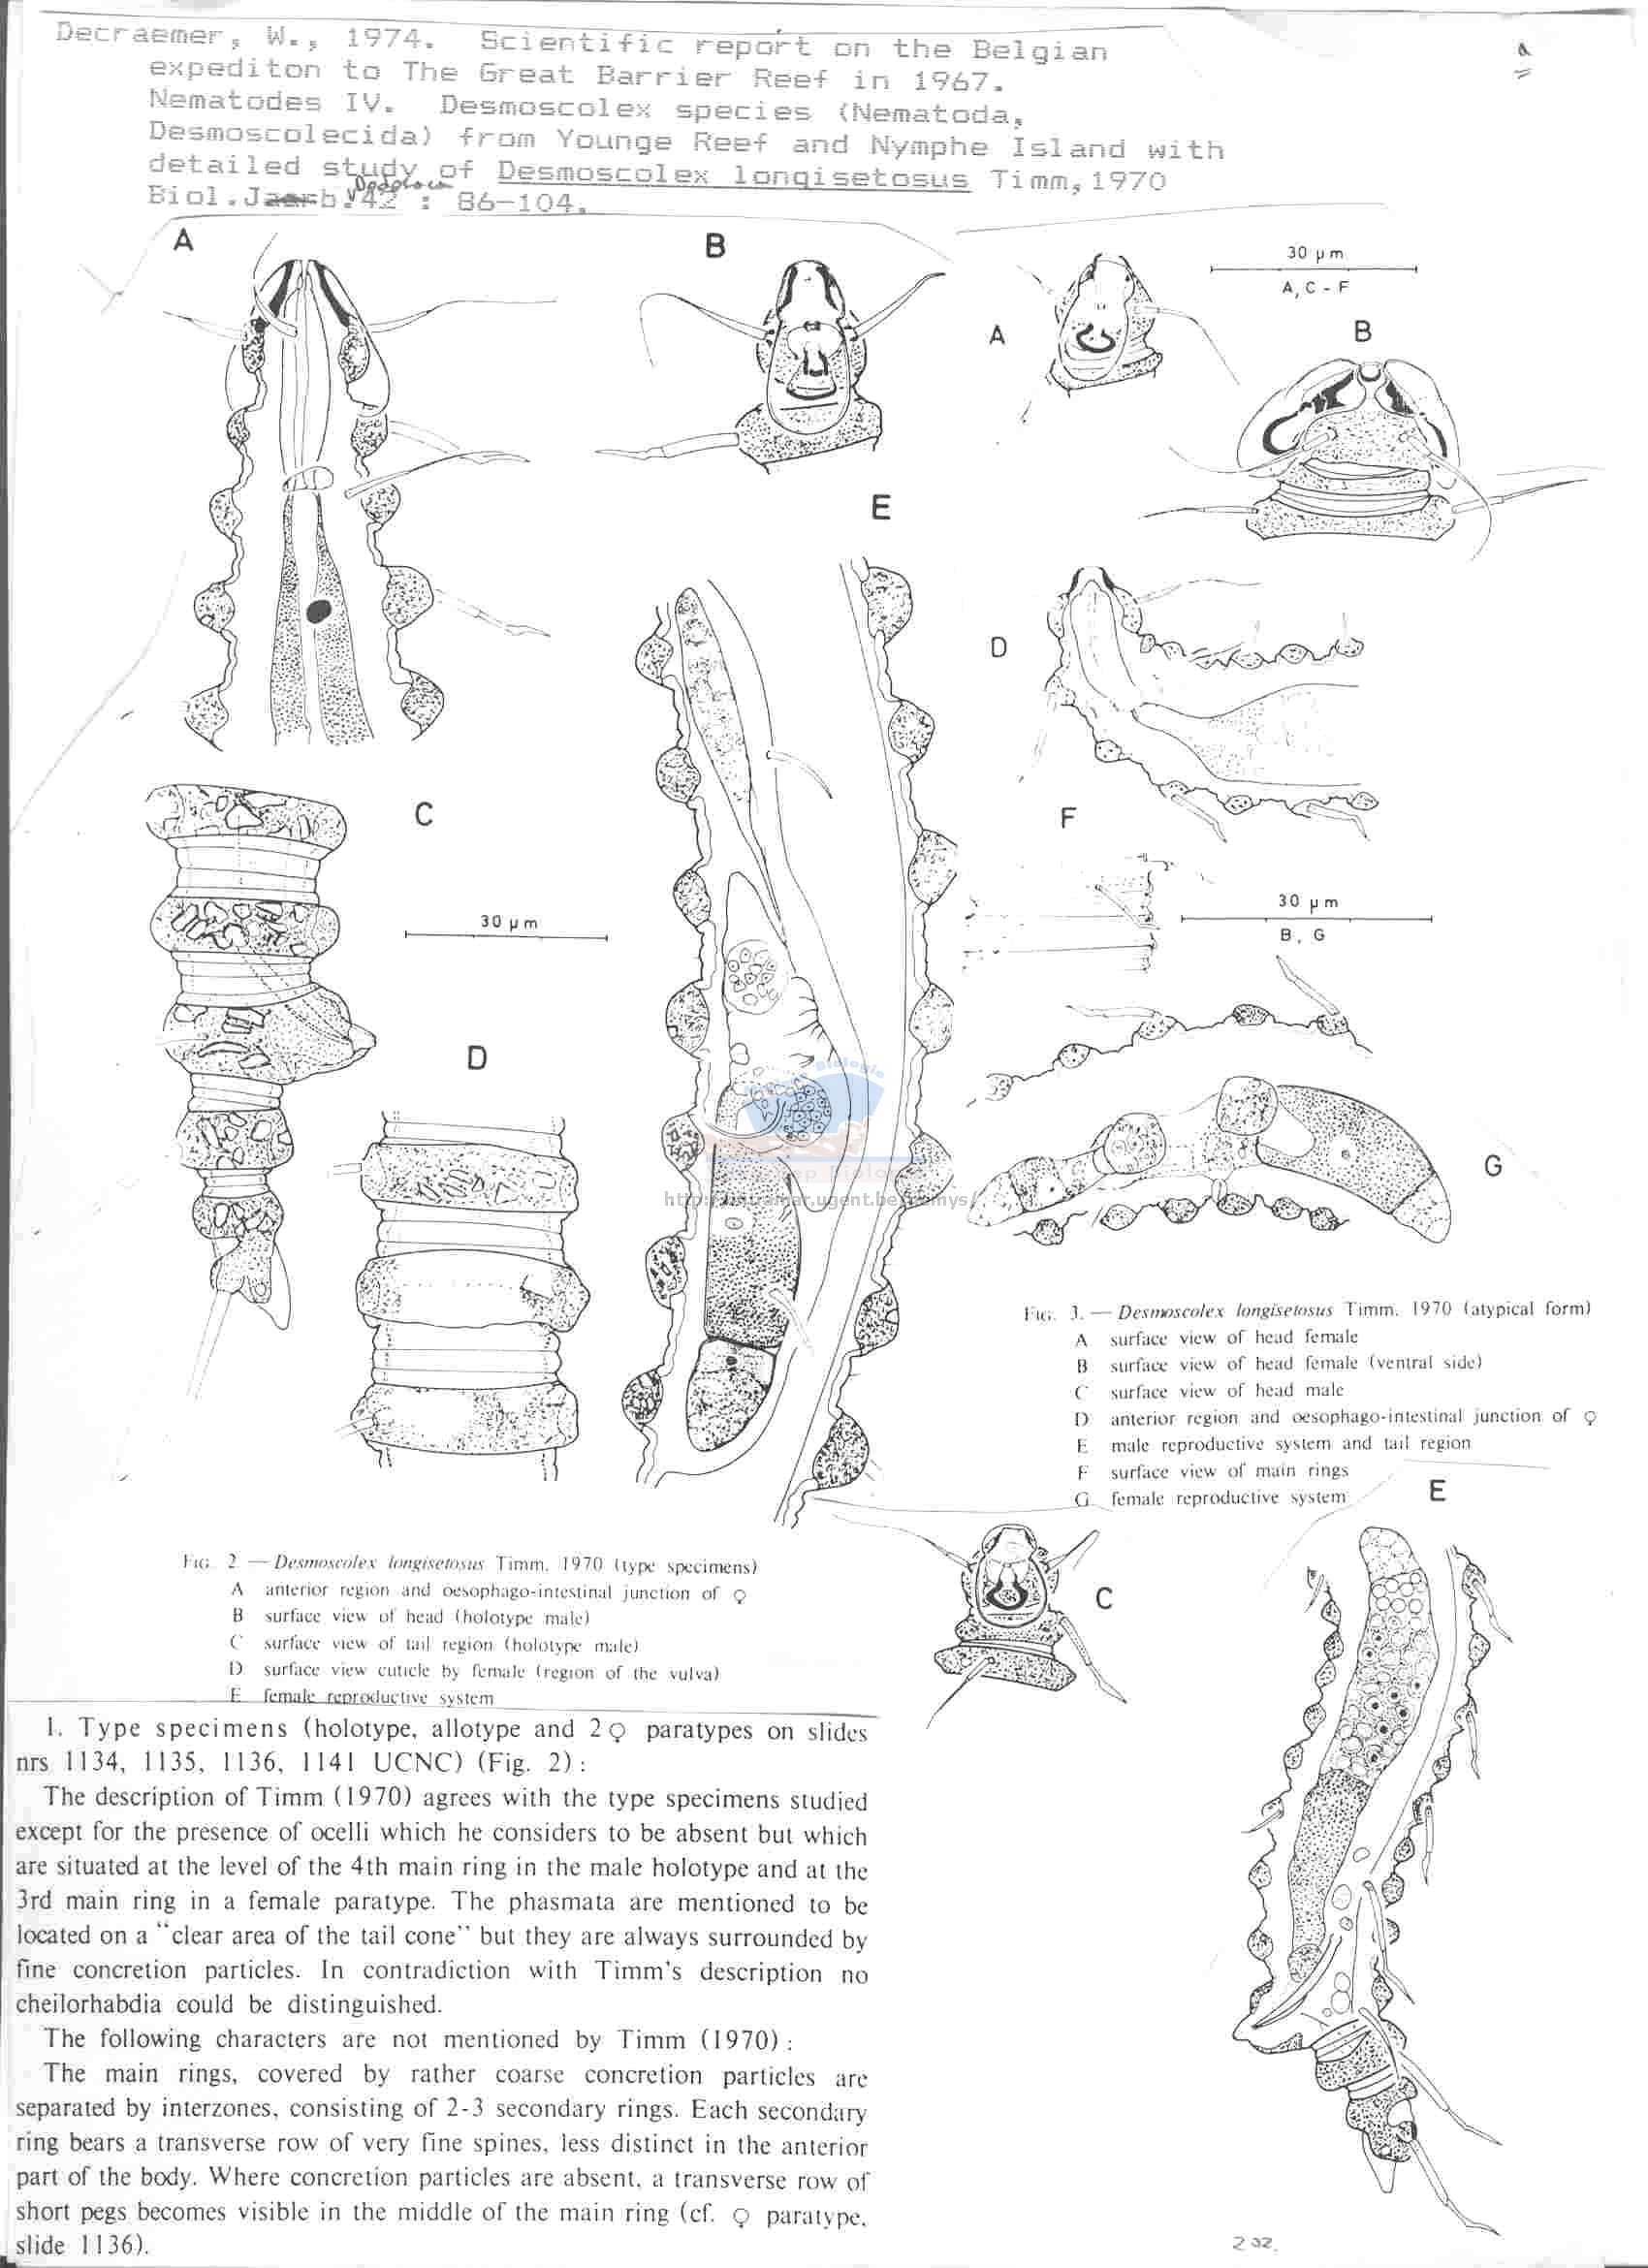 Decraemer, W., 1974. Scientific report on the Belgian
expediton to The Great Barrier Reef in 1967.
Nematodes IV. Desmoscolex species (Nematoda,
Desmoscolecida) from Younge Reef and Nymphe Island with
detailed study of Desmoscolex longisetosus Timm, 1970
Biol.Jaarb. 42 : 86-104.
A
B
30 µm
A, C - F
A
B
E
D
C
F
30 µm
30 µm
B, G
D
G
http://intramar.ugent.be/nemys/
FIG. 3. — Desmoscolex longisetosus Timm, 1970 (atypical form)
A surface view of head female
B surface view of head female (ventral side)
C surface view of head male
D anterior region and oesophago-intestinal junction of ♀
E male reproductive system and tail region
F surface view of main rings
G female reproductive system
E
C
FIG. 2 — Desmoscolex longisetosus Timm, 1970 (type specimens)
A anterior region and oesophago-intestinal junction of ♀
B surface view of head (holotype male)
C surface view of tail region (holotype male)
D surface view cuticle by female (region of the vulva)
E female reproductive system
1. Type specimens (holotype, allotype and 2 ♀ paratypes on slides
nrs 1134, 1135, 1136, 1141 UCNC) (Fig. 2) :
The description of Timm (1970) agrees with the type specimens studied
except for the presence of ocelli which he considers to be absent but which
are situated at the level of the 4th main ring in the male holotype and at the
3rd main ring in a female paratype. The phasmata are mentioned to be
located on a “clear area of the tail cone” but they are always surrounded by
fine concretion particles. In contradiction with Timm's description no
cheilorhabdia could be distinguished.
The following characters are not mentioned by Timm (1970) :
The main rings, covered by rather coarse concretion particles are
separated by interzones, consisting of 2-3 secondary rings. Each secondary
ring bears a transverse row of very fine spines, less distinct in the anterior
part of the body. Where concretion particles are absent, a transverse row of
short pegs becomes visible in the middle of the main ring (cf. ♀ paratype,
slide 1136).